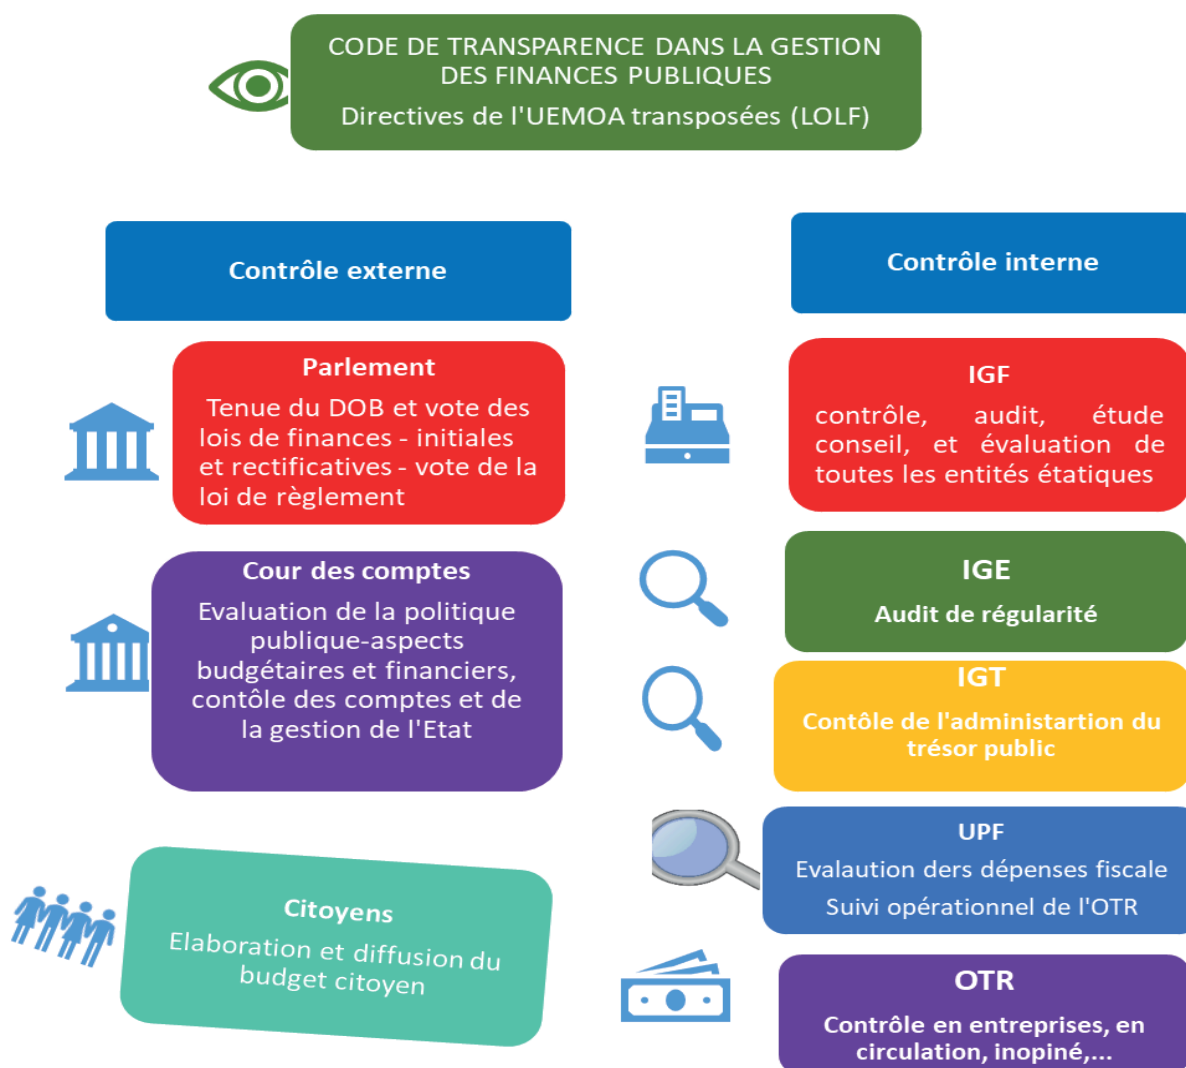 CODE DE TRANSPARENCE DANS LA GESTION
DES FINANCES PUBLIQUES
Directives de l'UEMOA transposées (LOLF)
Contrôle externe
Parlement
Tenue du DOB et vote des
lois de finances - initiales
et rectificatives - vote de la
loi de règlement
Cour des comptes
Evaluation de la politique
publique-aspects
budgétaires et financiers,
contôle des comptes et de
la gestion de l'Etat
Citoyens
Elaboration et diffusion du
budget citoyen
Contrôle interne
IGF
contrôle, audit, étude
conseil, et évaluation de
toutes les entités étatiques
IGE
Audit de régularité
IGT
Contôle de l'administartion du
trésor public
UPF
Evalaution ders dépenses fiscale
Suivi opérationnel de l'OTR
OTR
Contrôle en entreprises, en
circulation, inopiné,...